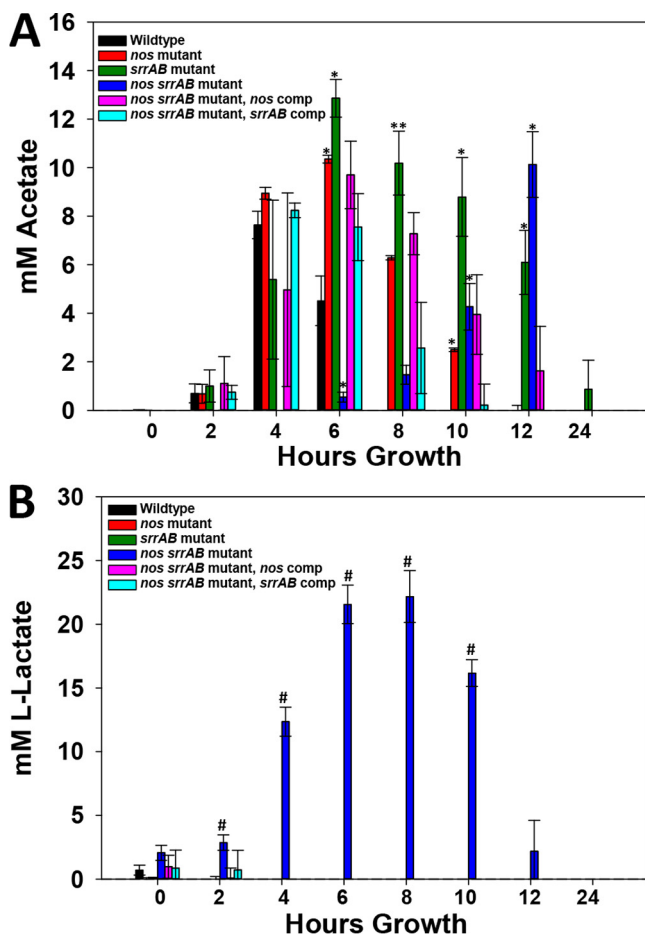 A
16
14
12
10
8
6
4
2
0
mM Acetate
Wildtype
nos mutant
srrAB mutant
nos srrAB mutant
nos srrAB mutant, nos comp
nos srrAB mutant, srrAB comp
*
*
*
**
*
*
*
*
*
0 2 4 6 8 10 12 24
Hours Growth
B
30
25
20
15
10
5
0
mM L-Lactate
Wildtype
nos mutant
srrAB mutant
nos srrAB mutant
nos srrAB mutant, nos comp
nos srrAB mutant, srrAB comp
#
#
#
#
#
0 2 4 6 8 10 12 24
Hours Growth